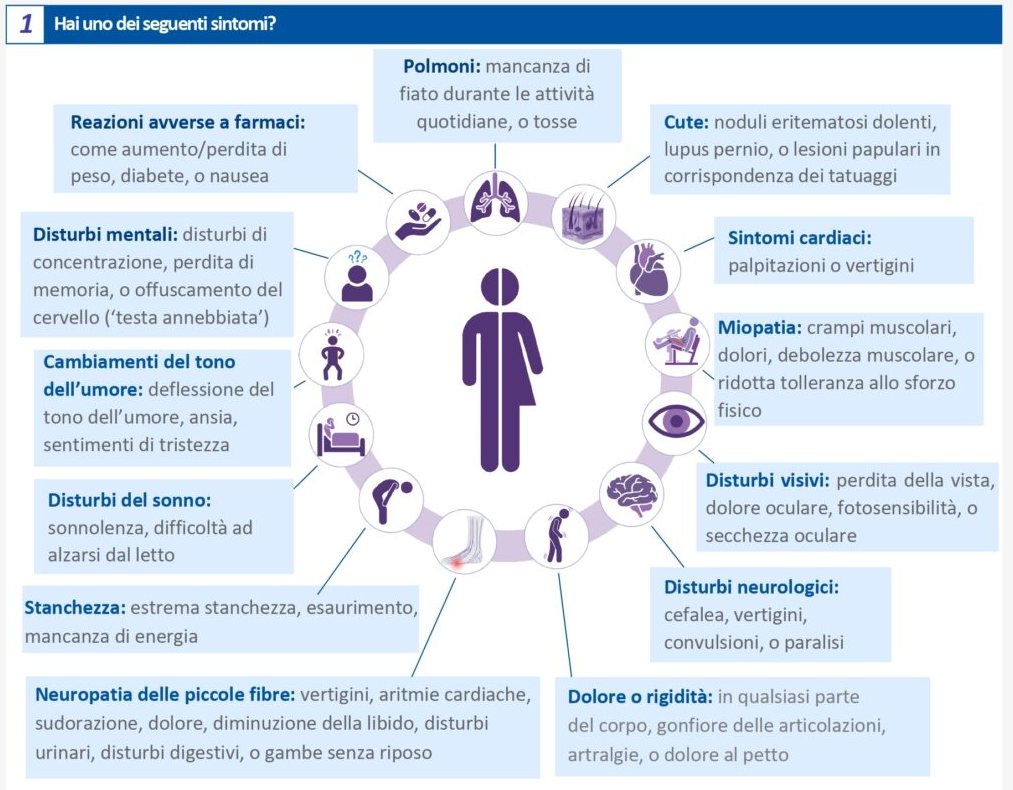 1 Hai uno dei seguenti sintomi?
Polmoni: mancanza di
fiato durante le attività
quotidiane, o tosse
Reazioni avverse a farmaci:
come aumento/perdita di
peso, diabete, o nausea
Cute: noduli eritematosi dolenti,
lupus pernio, o lesioni papulari in
corrispondenza dei tatuaggi
Disturbi mentali: disturbi di
concentrazione, perdita di
memoria, o offuscamento del
cervello (‘testa annebbiata’)
???
Sintomi cardiaci:
palpitazioni o vertigini
Miopatia: crampi muscolari,
dolori, debolezza muscolare, o
ridotta tolleranza allo sforzo
fisico
Cambiamenti del tono
dell’umore: deflessione del
tono dell’umore, ansia,
sentimenti di tristezza
Disturbi visivi: perdita della vista,
dolore oculare, fotosensibilità, o
secchezza oculare
Disturbi del sonno:
sonnolenza, difficoltà ad
alzarsi dal letto
Disturbi neurologici:
cefalea, vertigini,
convulsioni, o paralisi
Stanchezza: estrema stanchezza, esaurimento,
mancanza di energia
Neuropatia delle piccole fibre: vertigini, aritmie cardiache,
sudorazione, dolore, diminuzione della libido, disturbi
urinari, disturbi digestivi, o gambe senza riposo
Dolore o rigidità: in qualsiasi parte
del corpo, gonfiore delle articolazioni,
artralgie, o dolore al petto